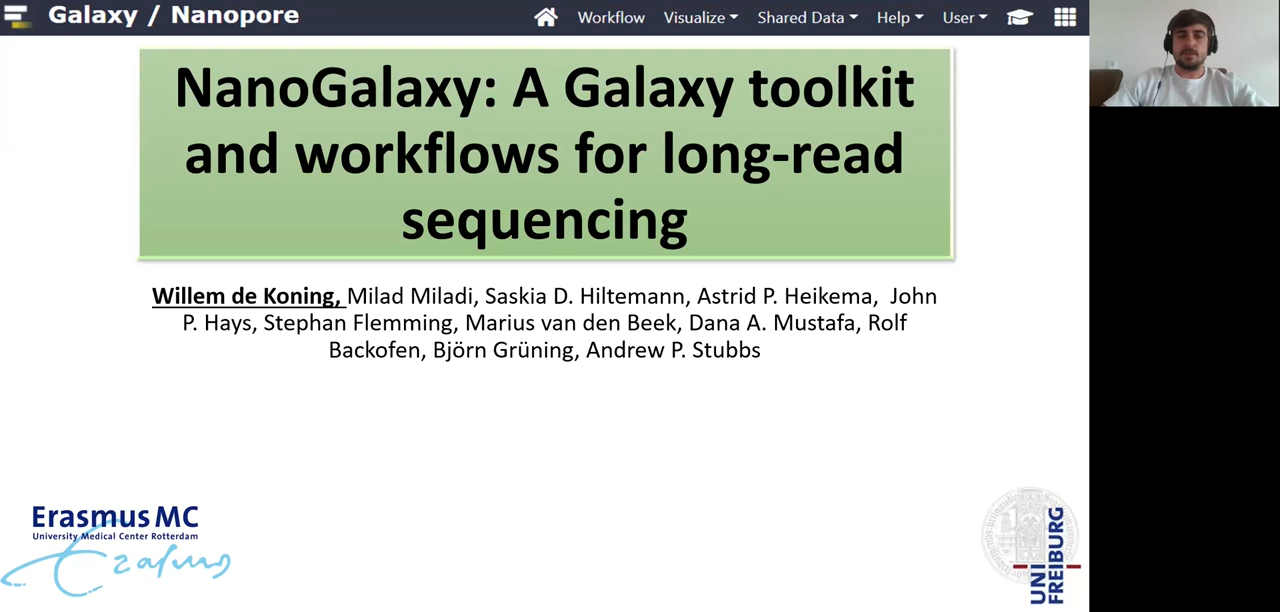 Galaxy / Nanopore
Workflow Visualize Shared Data Help User
NanoGalaxy: A Galaxy toolkit
and workflows for long-read
sequencing
Willem de Koning, Milad Miladi, Saskia D. Hiltemann, Astrid P. Heikema, John
P. Hays, Stephan Flemming, Marius van den Beek, Dana A. Mustafa, Rolf
Backofen, Björn Grüning, Andrew P. Stubbs
Erasmus MC
University Medical Center Rotterdam
Erasmus
UNI
FREIBURG